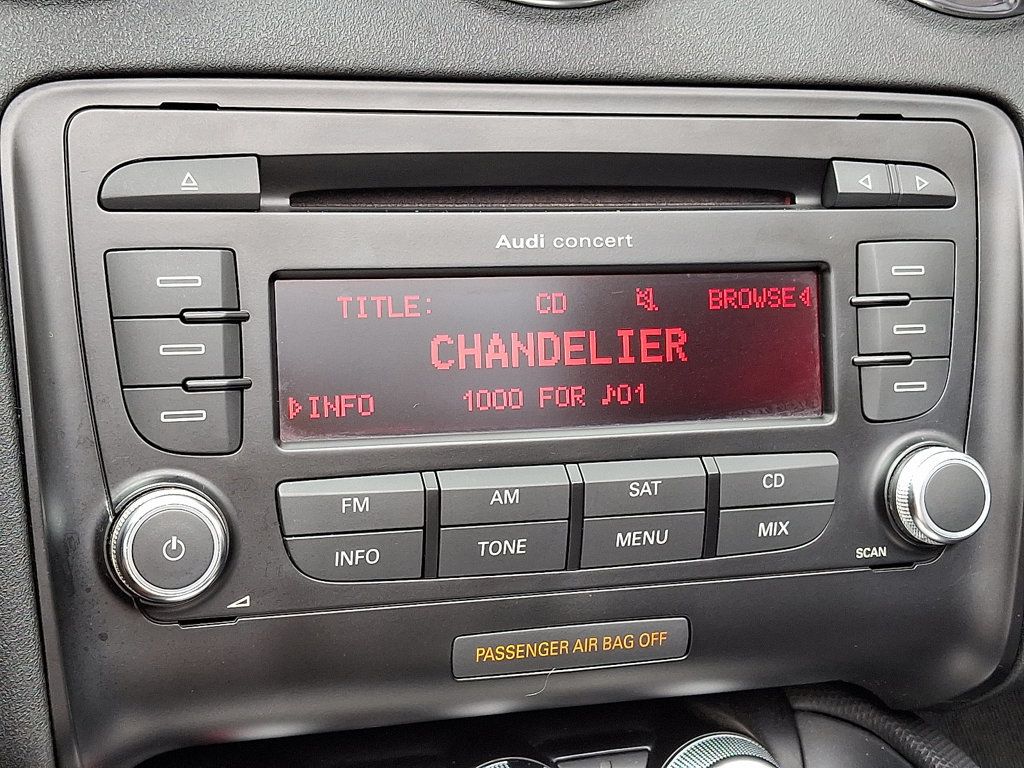 Audi concert
TITLE: CD BROWSE
CHANDELIER
INFO 1000 FOR ♪01
FM AM SAT CD
INFO TONE MENU MIX
SCAN
PASSENGER AIR BAG OFF